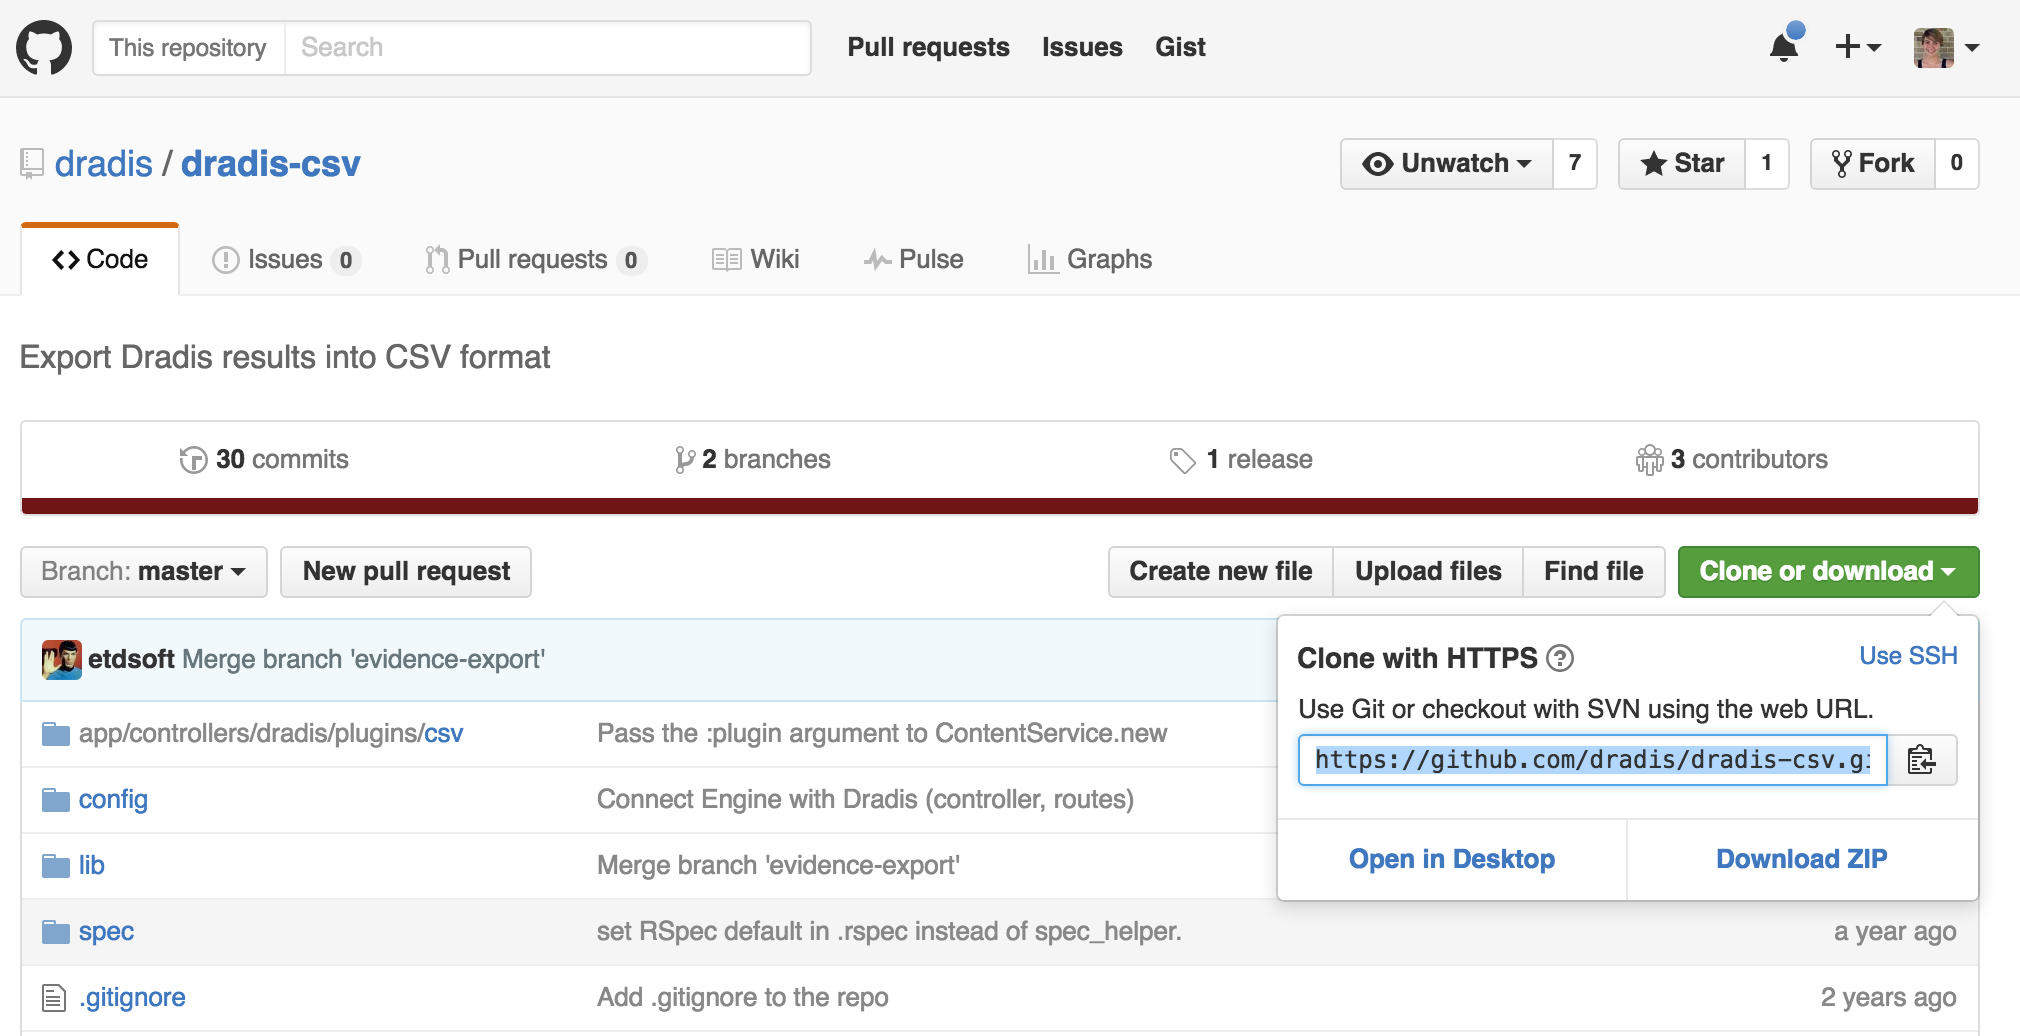 This repository Search Pull requests Issues Gist
dradis / dradis-csv Unwatch 7 Star 1 Fork 0
Code Issues 0 Pull requests 0 Wiki Pulse Graphs
Export Dradis results into CSV format
30 commits 2 branches 1 release 3 contributors
Branch: master New pull request Create new file Upload files Find file Clone or download
etdsoft Merge branch 'evidence-export'
Clone with HTTPS ? Use SSH
Use Git or checkout with SVN using the web URL.
app/controllers/dradis/plugins/csv Pass the :plugin argument to ContentService.new
https://github.com/dradis/dradis-csv.gi
config Connect Engine with Dradis (controller, routes)
lib Merge branch 'evidence-export'
Open in Desktop Download ZIP
spec set RSpec default in .rspec instead of spec_helper. a year ago
.gitignore Add .gitignore to the repo 2 years ago